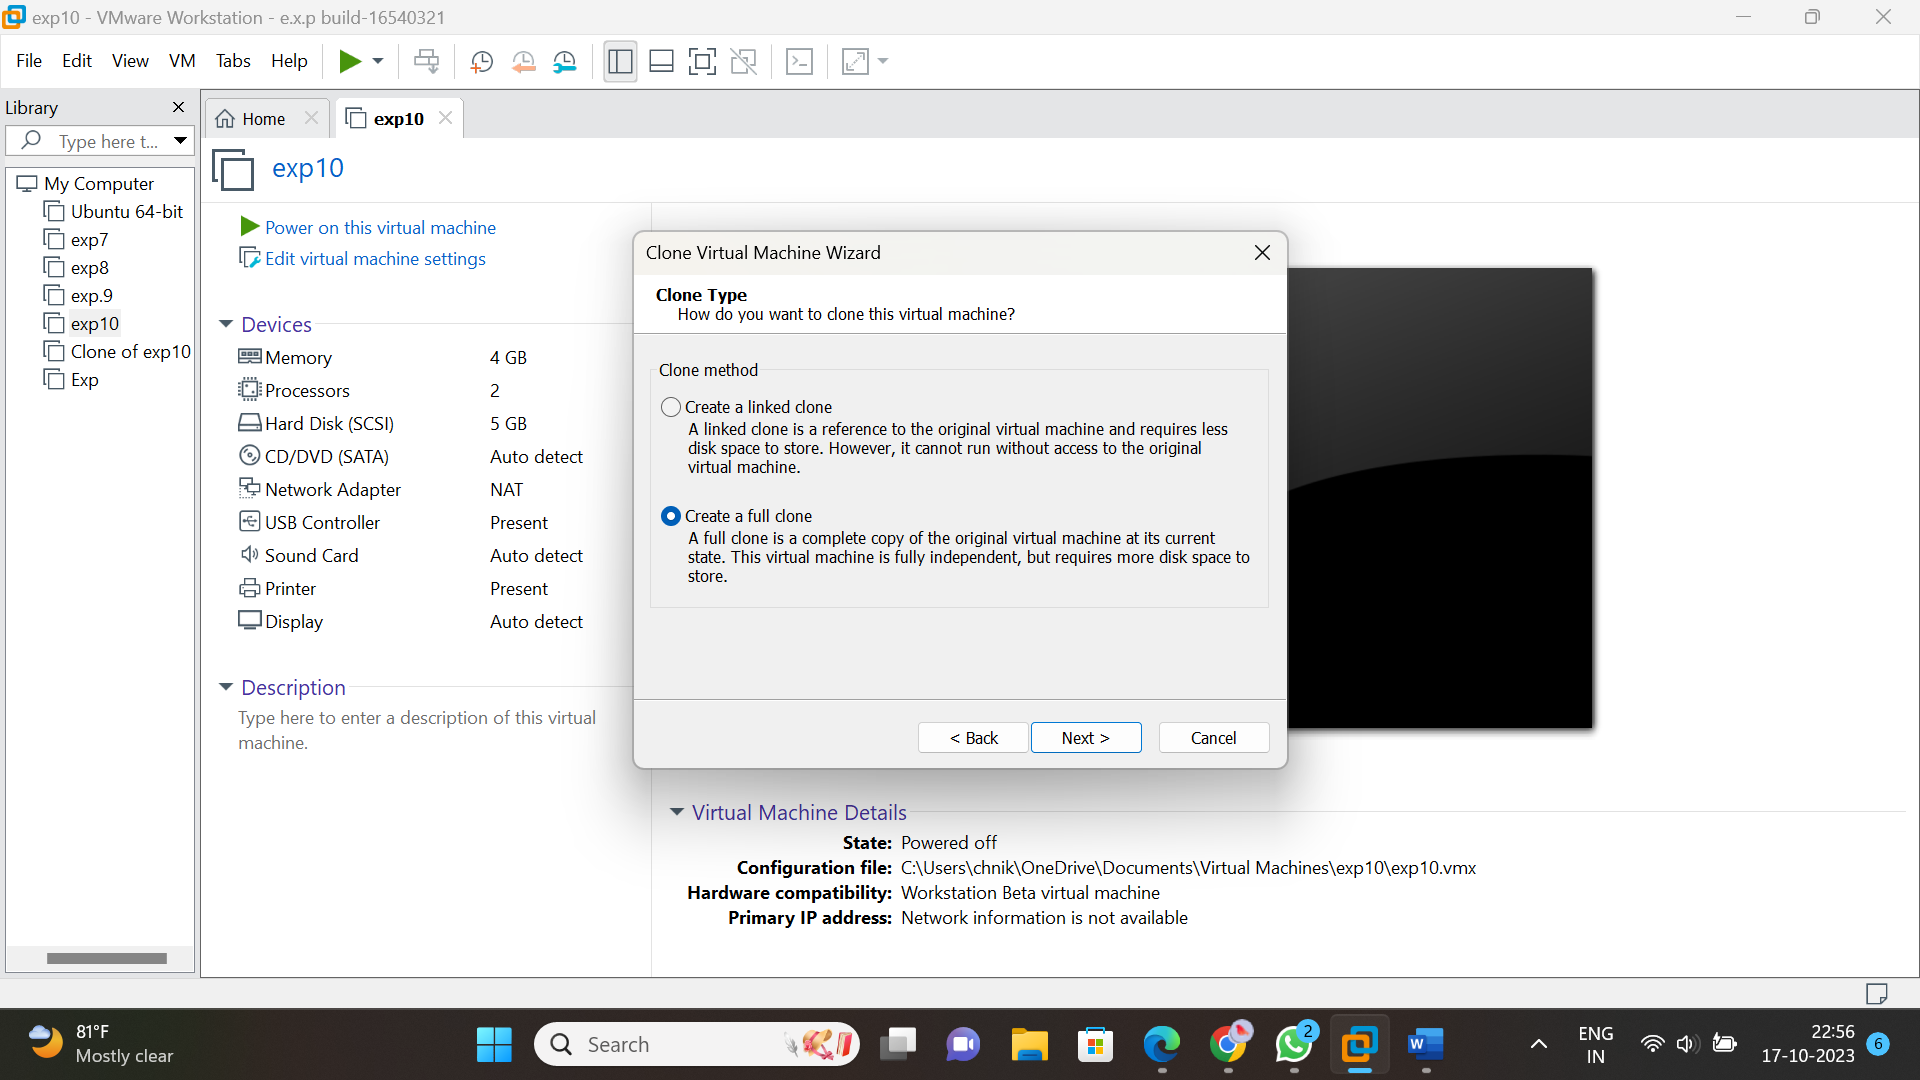 exp10 - VMware Workstation - e.x.p build-16540321
File Edit View VM Tabs Help
Library
Type here t...
My Computer
Ubuntu 64-bit
exp7
exp8
exp.9
exp10
Clone of exp10
Exp
Home
exp10
exp10
Power on this virtual machine
Edit virtual machine settings
Devices
Memory 4 GB
Processors 2
Hard Disk (SCSI) 5 GB
CD/DVD (SATA) Auto detect
Network Adapter NAT
USB Controller Present
Sound Card Auto detect
Printer Present
Display Auto detect
Description
Type here to enter a description of this virtual
machine.
Clone Virtual Machine Wizard
Clone Type
How do you want to clone this virtual machine?
Clone method
Create a linked clone
A linked clone is a reference to the original virtual machine and requires less
disk space to store. However, it cannot run without access to the original
virtual machine.
Create a full clone
A full clone is a complete copy of the original virtual machine at its current
state. This virtual machine is fully independent, but requires more disk space to
store.
< Back Next > Cancel
Virtual Machine Details
State: Powered off
Configuration file: C:\Users\chnik\OneDrive\Documents\Virtual Machines\exp10\exp10.vmx
Hardware compatibility: Workstation Beta virtual machine
Primary IP address: Network information is not available
81°F
Mostly clear
Search
2
W
ENG
IN
22:56
17-10-2023
6